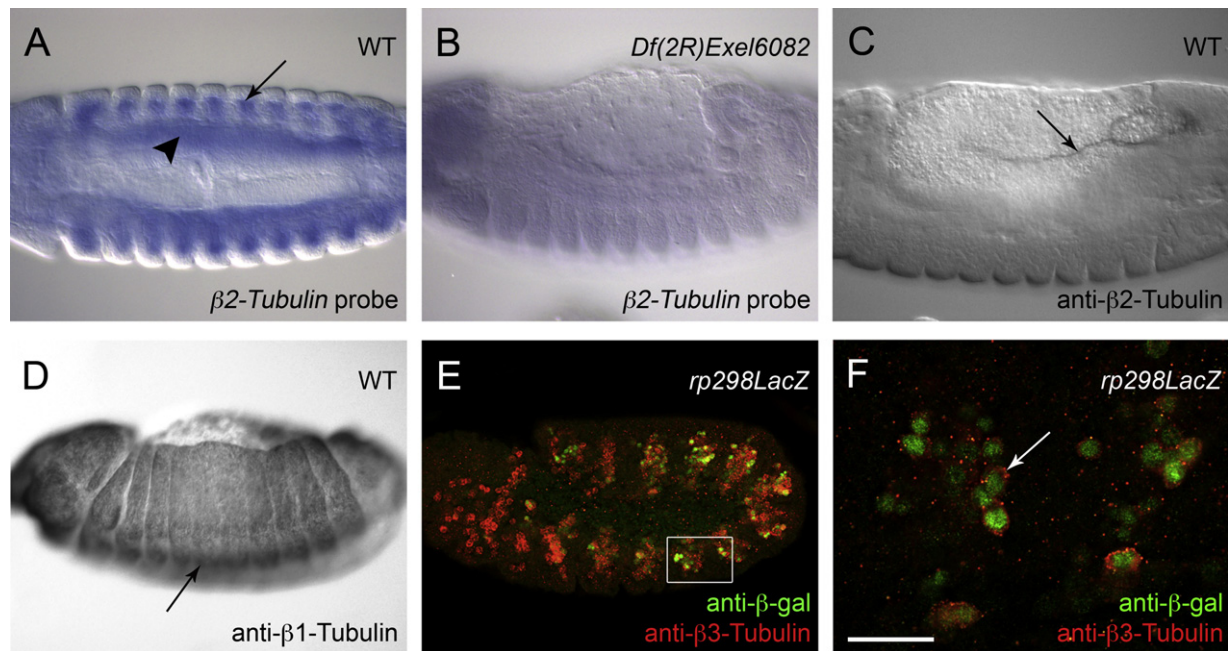 A
WT
β2-Tubulin probe
B
Df(2R)Exel6082
β2-Tubulin probe
C
WT
anti-β2-Tubulin
D
WT
anti-β1-Tubulin
E
rp298LacZ
anti-β-gal
anti-β3-Tubulin
F
rp298LacZ
anti-β-gal
anti-β3-Tubulin